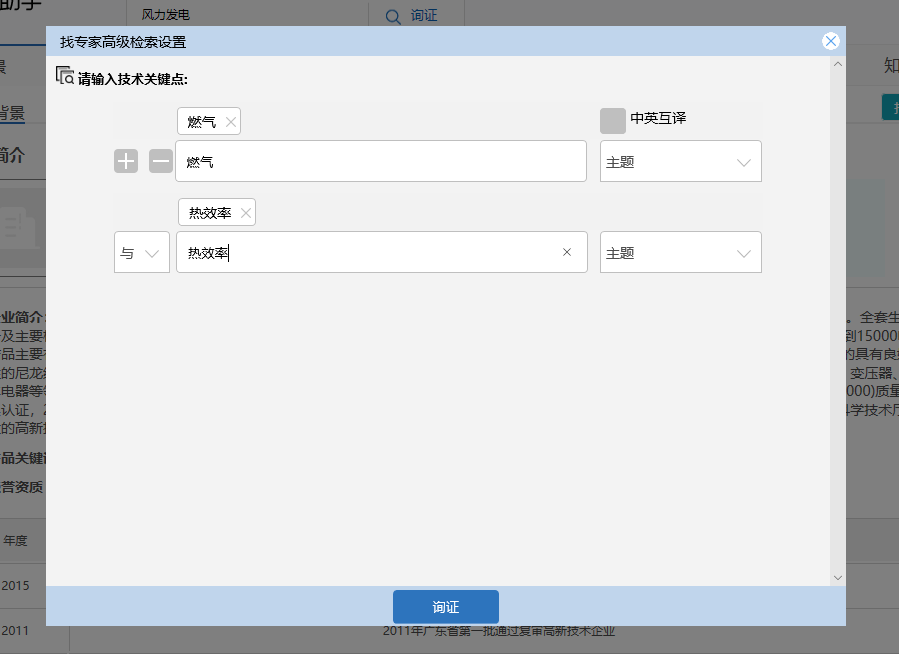 助手
风力发电
询证
找专家高级检索设置
知
请输入技术关键点:
背景
燃气
中英互译
简介
燃气
主题
热效率
与
热效率
主题
业简介
。全套生
及主要
到15000
品主要
的具有良
的尼龙
变压器、
电器等
000)质量
认证，
科学技术厅
的高新
品关键
誉资质
年度
2015
询证
2011
2011年广东省第一批通过复审高新技术企业